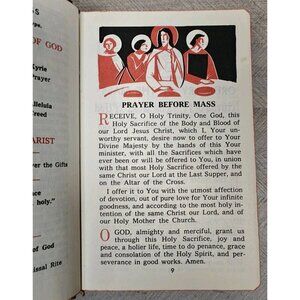 S
ype.
OF GOD
Kyrie
Prayer
Alleluia
Creed
ARIST
ver the Gifts
holy."
of God
issal Rite
PRAYER BEFORE MASS
RECEIVE, O Holy Trinity, One God, this
Holy Sacrifice of the Body and Blood of
our Lord Jesus Christ, which I, Your un-
worthy servant, desire now to offer to Your
Divine Majesty by the hands of this Your
minister, with all the Sacrifices which have
ever been or will be offered to You, in union
with that most Holy Sacrifice offered by the
same Christ our Lord at the Last Supper, and
on the Altar of the Cross.
I offer it to You with the utmost affection
of devotion, out of pure love for Your infinite
goodness, and according to the most holy in-
tention of the same Christ our Lord, and of
our Holy Mother the Church.
O GOD, almighty and merciful, grant us
through this Holy Sacrifice, joy and
peace, a holier life, time to do penance, grace
and consolation of the Holy Spirit, and per-
severance in good works. Amen.
9